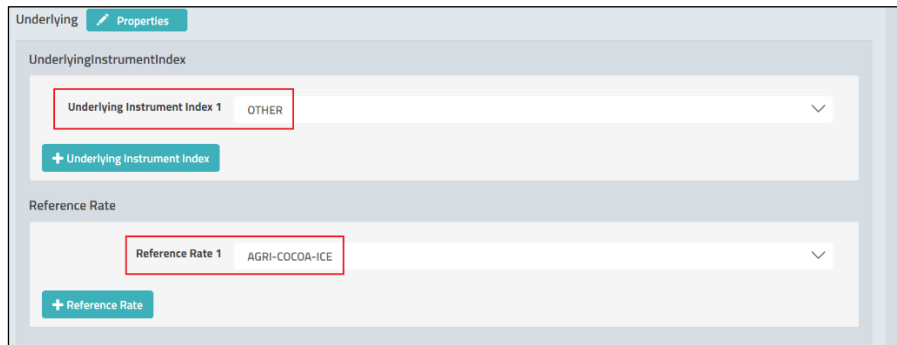 Underlying Properties
UnderlyingInstrumentIndex
Underlying Instrument Index 1 OTHER
+ Underlying Instrument Index
Reference Rate
Reference Rate 1 AGRI-COCOA-ICE
+ Reference Rate